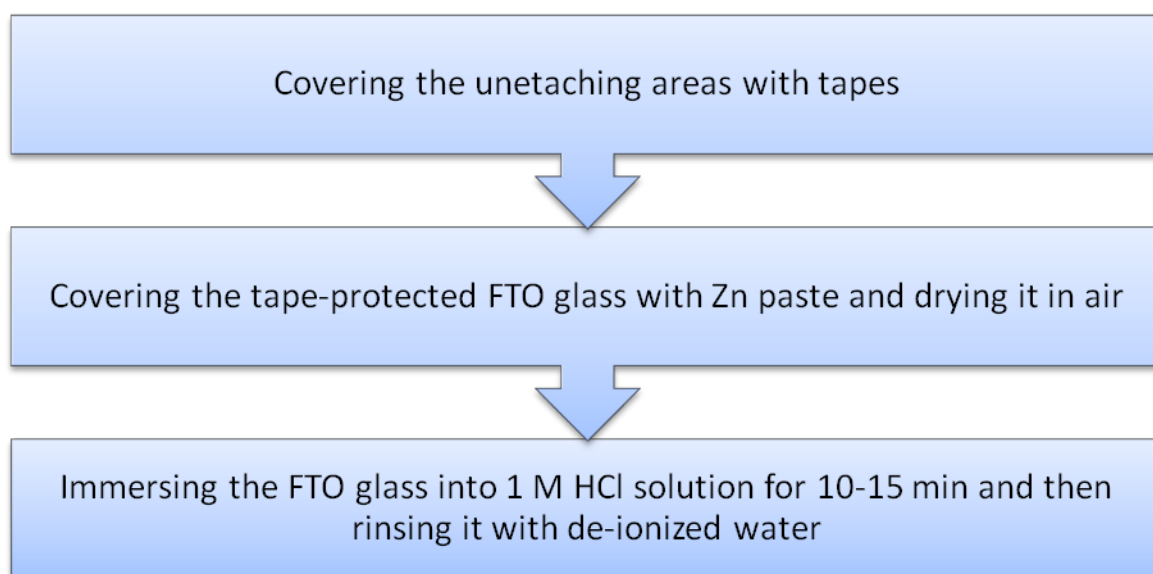 Covering the unetaching areas with tapes
Covering the tape-protected FTO glass with Zn paste and drying it in air
Immersing the FTO glass into 1 M HCl solution for 10-15 min and then
rinsing it with de-ionized water